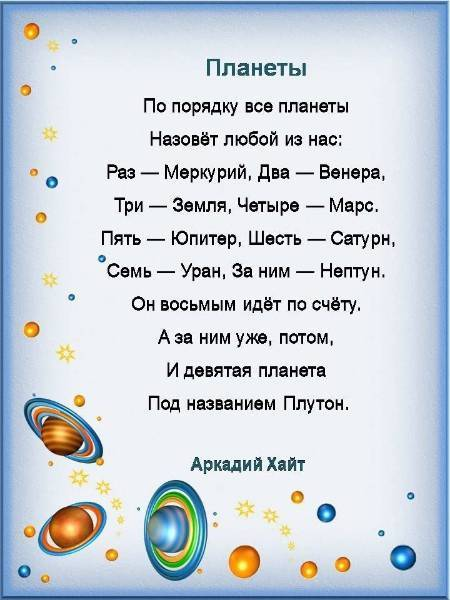 Планеты
По порядку все планеты
Назовёт любой из нас:
Раз — Меркурий, Два — Венера,
Три — Земля, Четыре — Марс.
Пять — Юпитер, Шесть — Сатурн,
Семь — Уран, За ним — Нептун.
Он восьмым идёт по счёту.
А за ним уже, потом,
И девятая планета
Под названием Плутон.
Аркадий Хайт